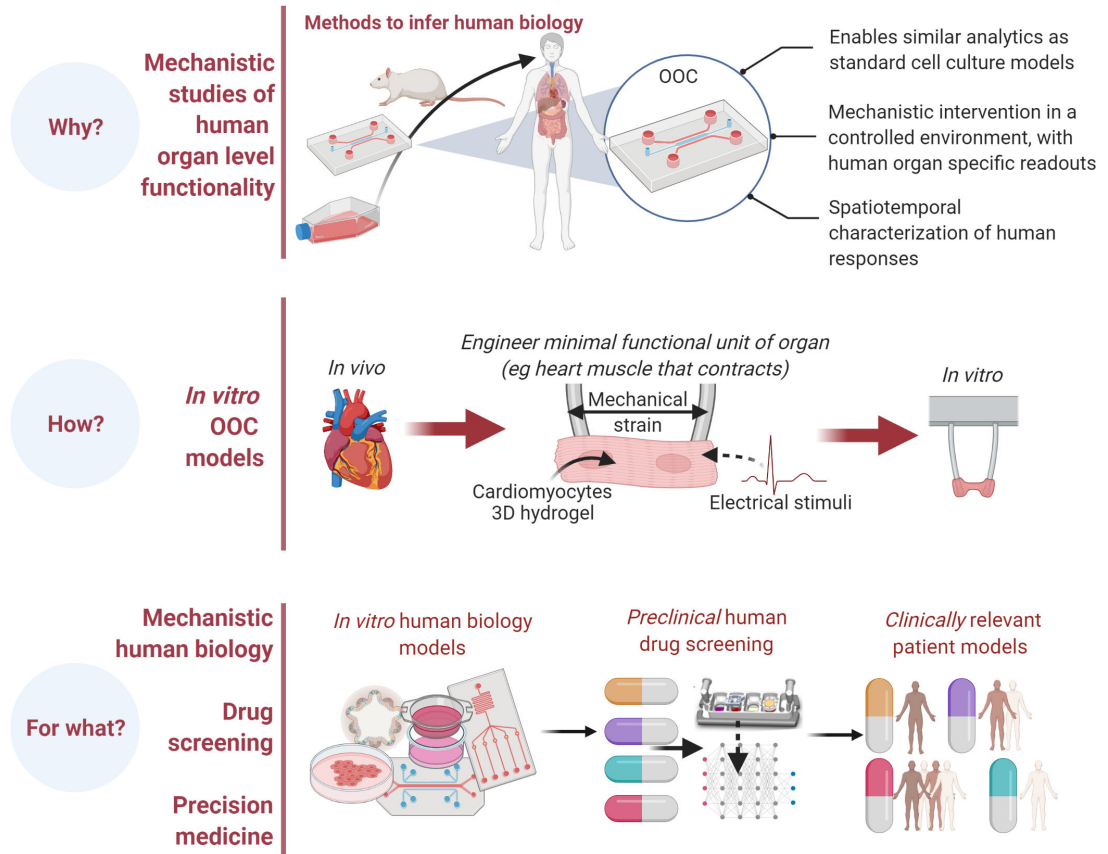 Why?
Mechanistic
studies of
human
organ level
functionality
Methods to infer human biology
OOC
Enables similar analytics as
standard cell culture models
Mechanistic intervention in a
controlled environment, with
human organ specific readouts
Spatiotemporal
characterization of human
responses
How?
In vitro
OOC
models
In vivo
Engineer minimal functional unit of organ
(eg heart muscle that contracts)
Mechanical
strain
Cardiomyocytes
3D hydrogel
Electrical stimuli
In vitro
For what?
Mechanistic
human biology
Drug
screening
Precision
medicine
In vitro human biology
models
Preclinical human
drug screening
Clinically relevant
patient models